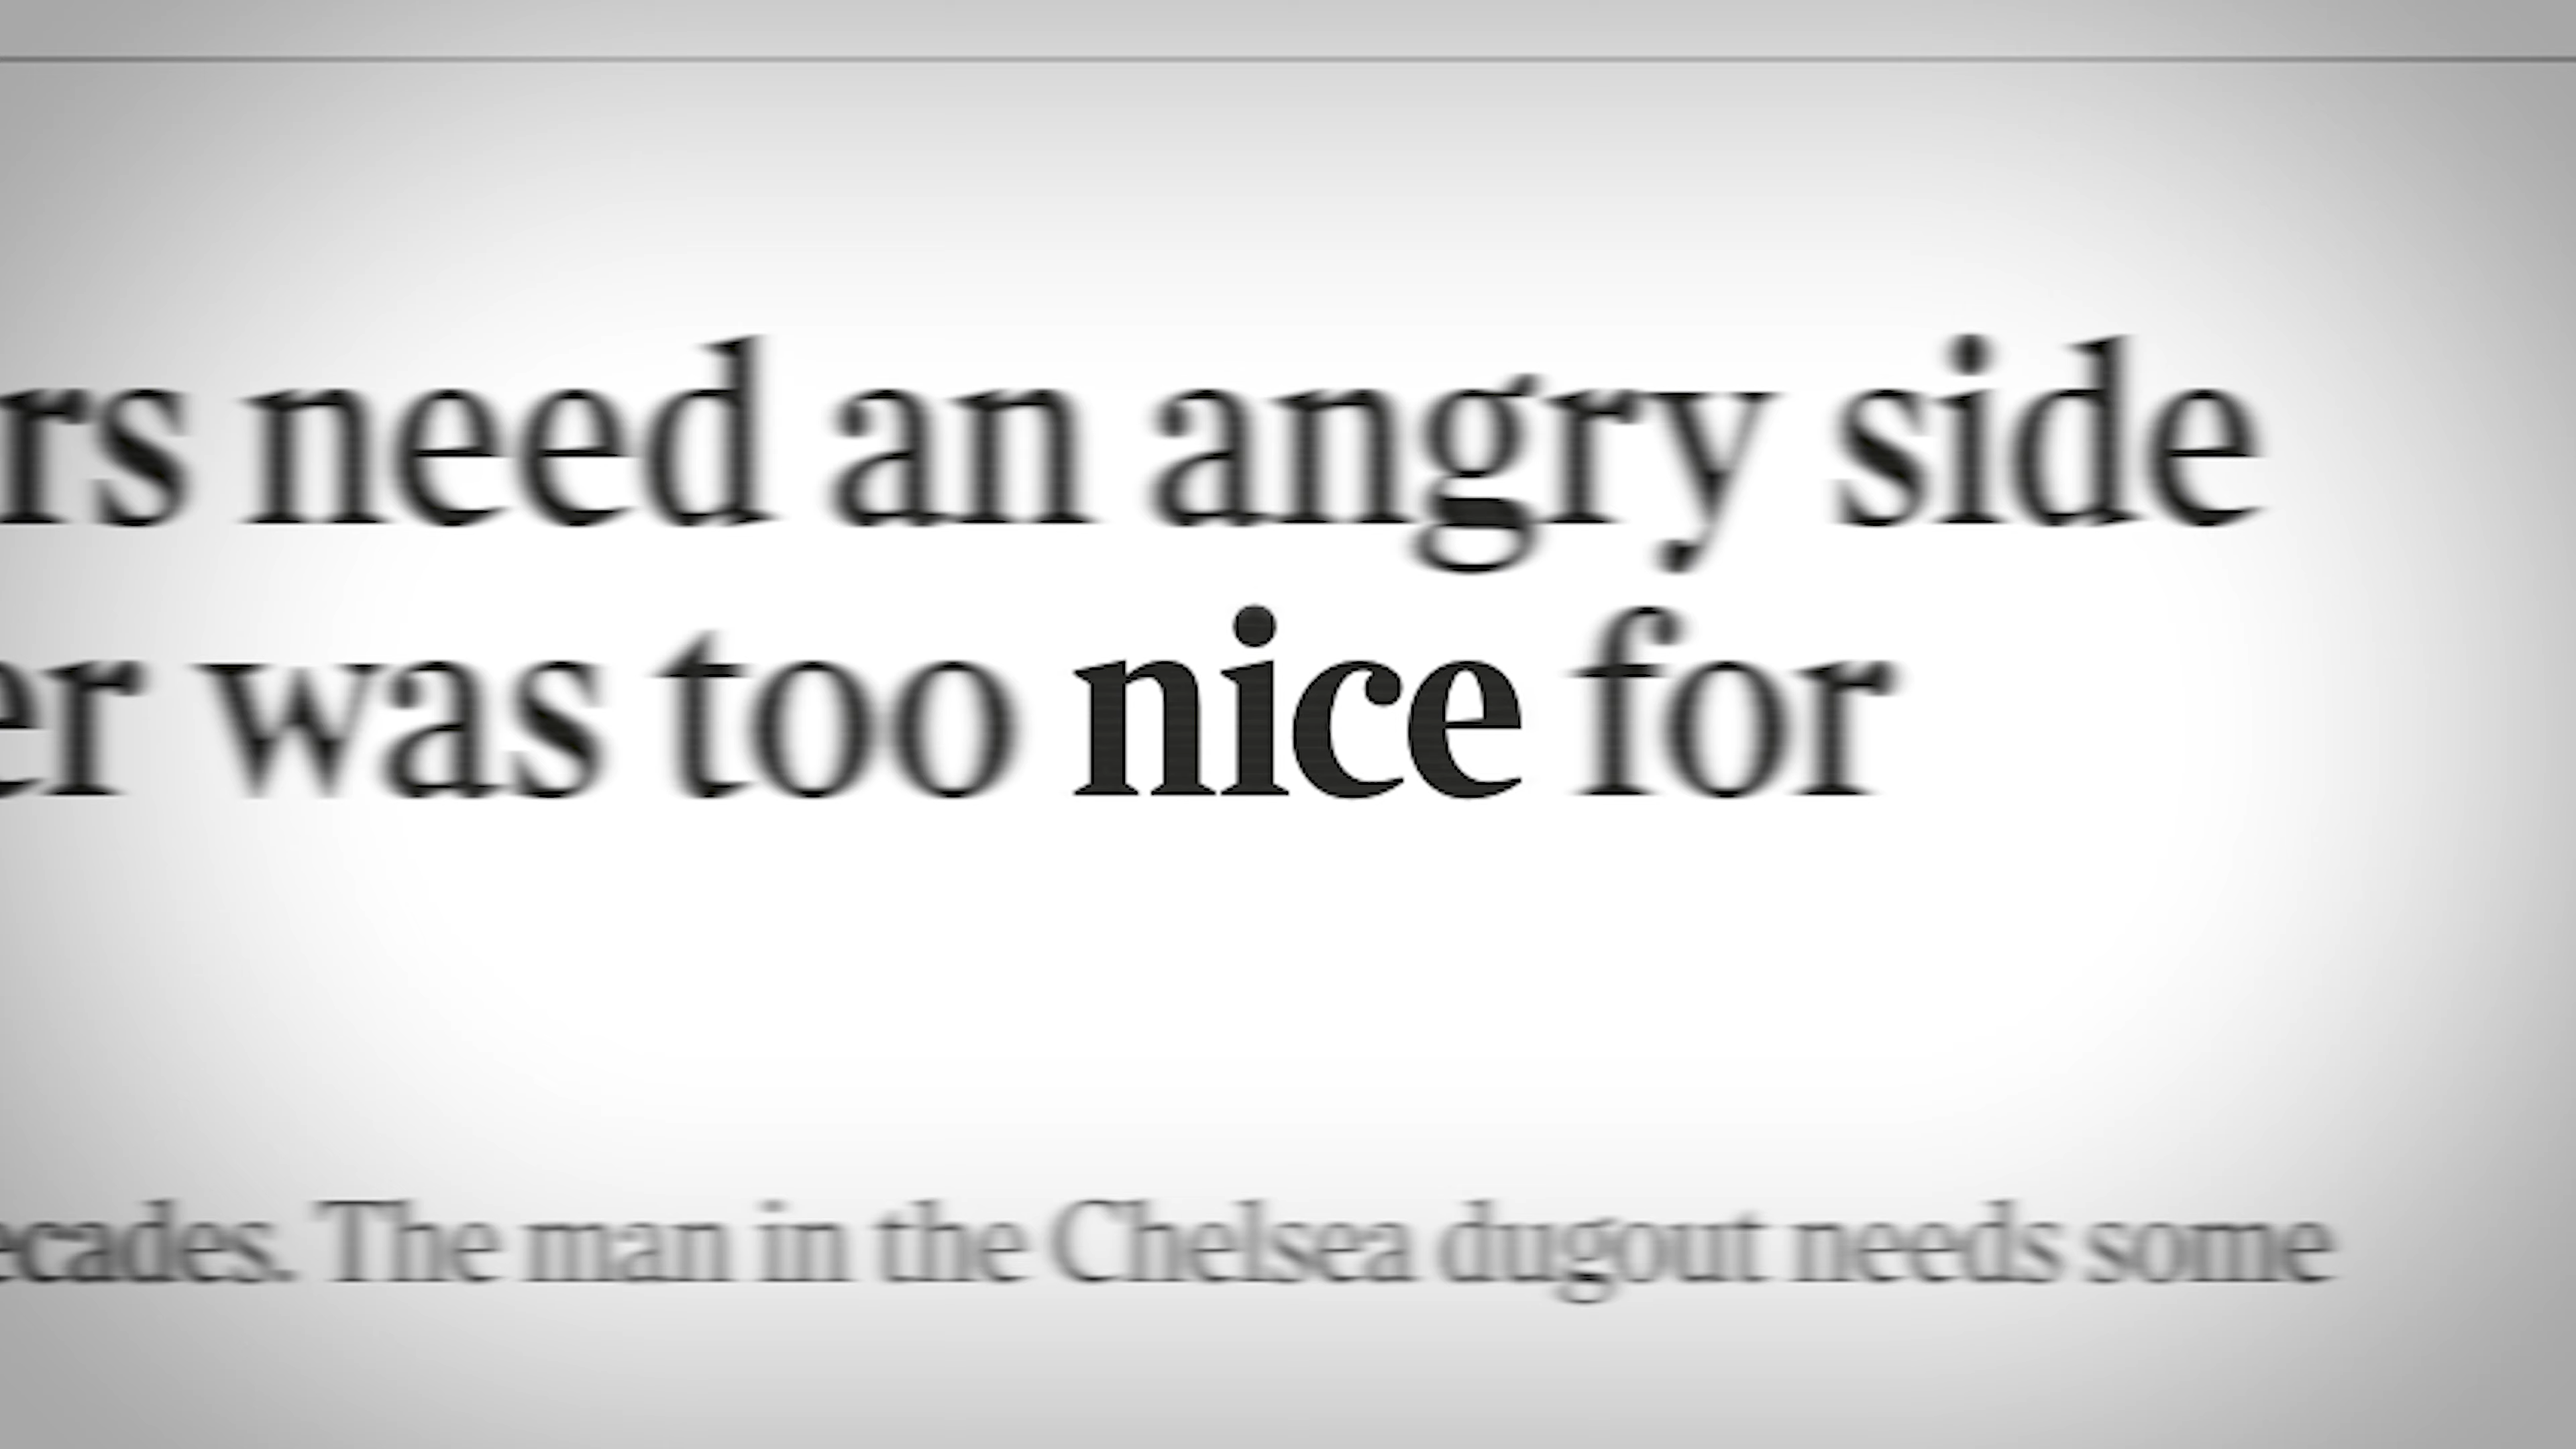 rs need an angry side
er was too nice for
ecades. The man in the Chelsea dugout needs some